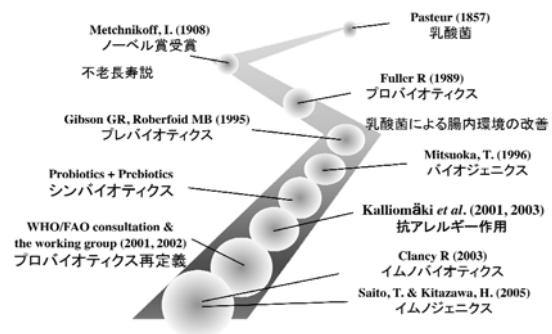 Pasteur (1857)
乳酸菌
Metchnikoff, I. (1908)
ノーベル賞受賞
不老長寿説
Fuller R (1989)
プロバイオティクス
Gibson GR, Roberfoid MB (1995)
プレバイオティクス
乳酸菌による腸内環境の改善
Mitsuoka, T. (1996)
バイオジェニクス
Probiotics + Prebiotics
シンバイオティクス
Kalliomäki et al. (2001, 2003)
抗アレルギー作用
WHO/FAO consultation &
the working group (2001, 2002)
プロバイオティクス再定義
Clancy R (2003)
イムノバイオティクス
Saito, T. & Kitazawa, H. (2005)
イムノジェニクス